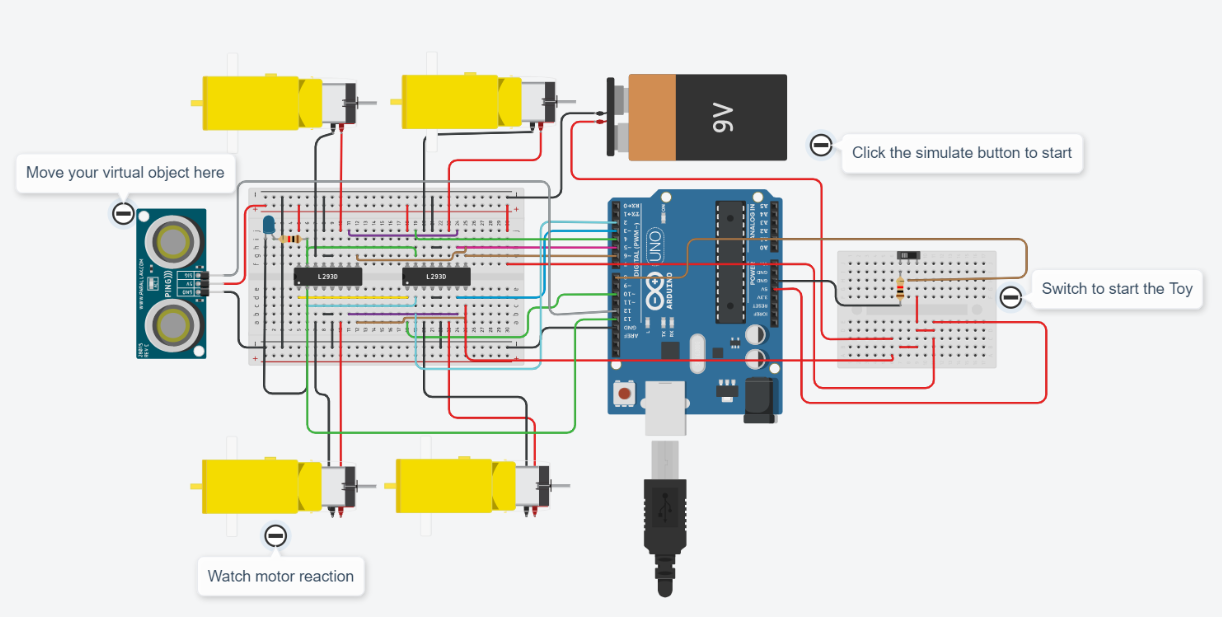 Move your virtual object here
9V
Click the simulate button to start
L293D
L293D
PING)))
SIG
5V
GND
DIGITAL (PWM~)
UNO
ARDUINO
ANALOG IN
POWER
Switch to start the Toy
Watch motor reaction